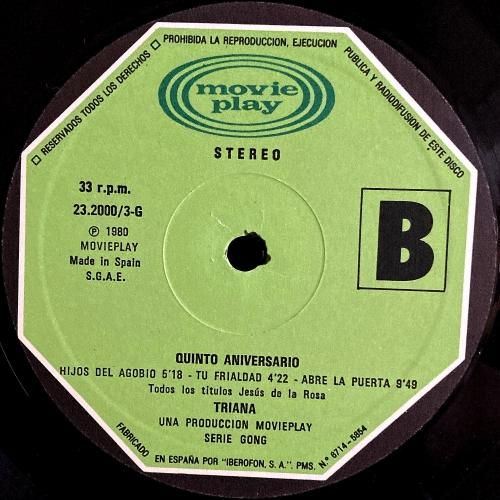 □ RESERVADOS TODOS LOS DERECHOS □ PROHIBIDA LA REPRODUCCION, EJECUCION PUBLICA Y RADIODIFUSION DE ESTE DISCO
movie
play
STEREO
33 r.p.m.
23.2000/3-G
Ⓟ 1980
MOVIEPLAY
Made in Spain
S.G.A.E.
B
QUINTO ANIVERSARIO
HIJOS DEL AGOBIO 5'18 - TU FRIALDAD 4'22 - ABRE LA PUERTA 9'49
Todos los títulos Jesús de la Rosa
TRIANA
UNA PRODUCCION MOVIEPLAY
SERIE GONG
FABRICADO EN ESPAÑA POR "IBEROFON, S. A". PMS. N.º 6714-5654